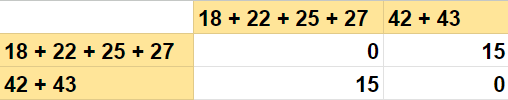 18 + 22 + 25 + 27 42 + 43
18 + 22 + 25 + 27 0 15
42 + 43 15 0